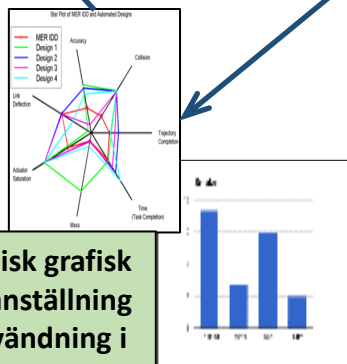 Star Plot of MER IDD and Automated Designs
MER IDD
Design 1
Design 2
Design 3
Design 4
Accuracy
Collision
Link
Deflection
Trajectory
Completion
Actuator
Saturation
Time
(Task Completion)
Mass
isk grafisk
anställning
vändning i